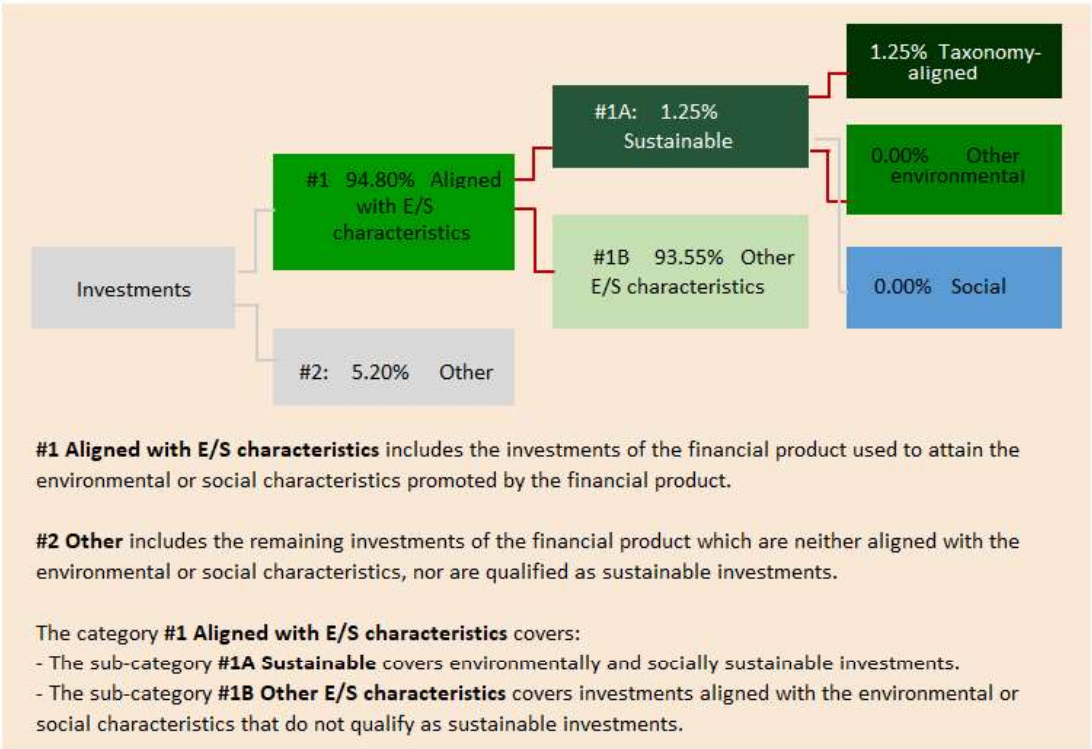 1.25% Taxonomy-
aligned
#1A: 1.25%
Sustainable
0.00% Other
environmental
#1 94.80% Aligned
with E/S
characteristics
#1B 93.55% Other
E/S characteristics
Investments
0.00% Social
#2: 5.20% Other
#1 Aligned with E/S characteristics includes the investments of the financial product used to attain the
environmental or social characteristics promoted by the financial product.
#2 Other includes the remaining investments of the financial product which are neither aligned with the
environmental or social characteristics, nor are qualified as sustainable investments.
The category #1 Aligned with E/S characteristics covers:
- The sub-category #1A Sustainable covers environmentally and socially sustainable investments.
- The sub-category #1B Other E/S characteristics covers investments aligned with the environmental or
social characteristics that do not qualify as sustainable investments.